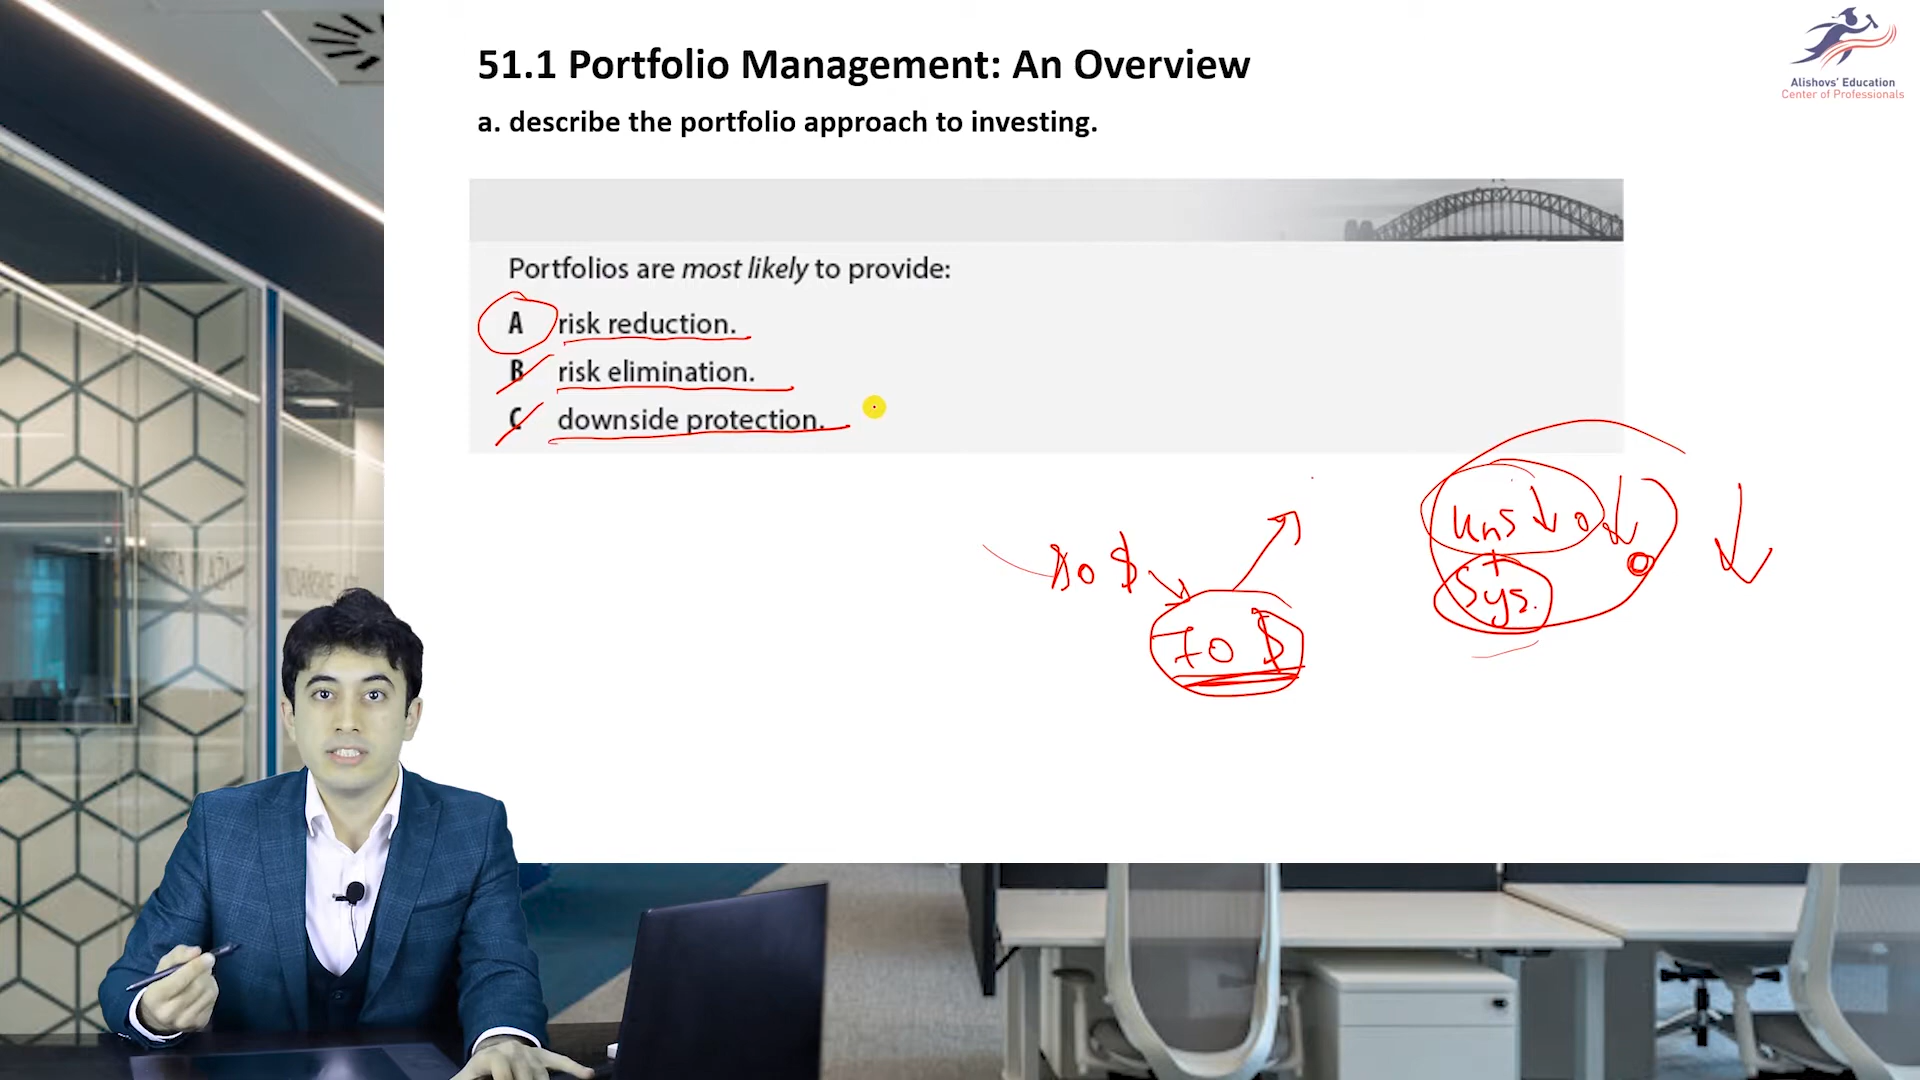 51.1 Portfolio Management: An Overview
a. describe the portfolio approach to investing.
Alishovs' Education
Center of Professionals
Portfolios are most likely to provide:
A risk reduction.
B risk elimination.
C downside protection.
70 $
Uns
+
Sys.